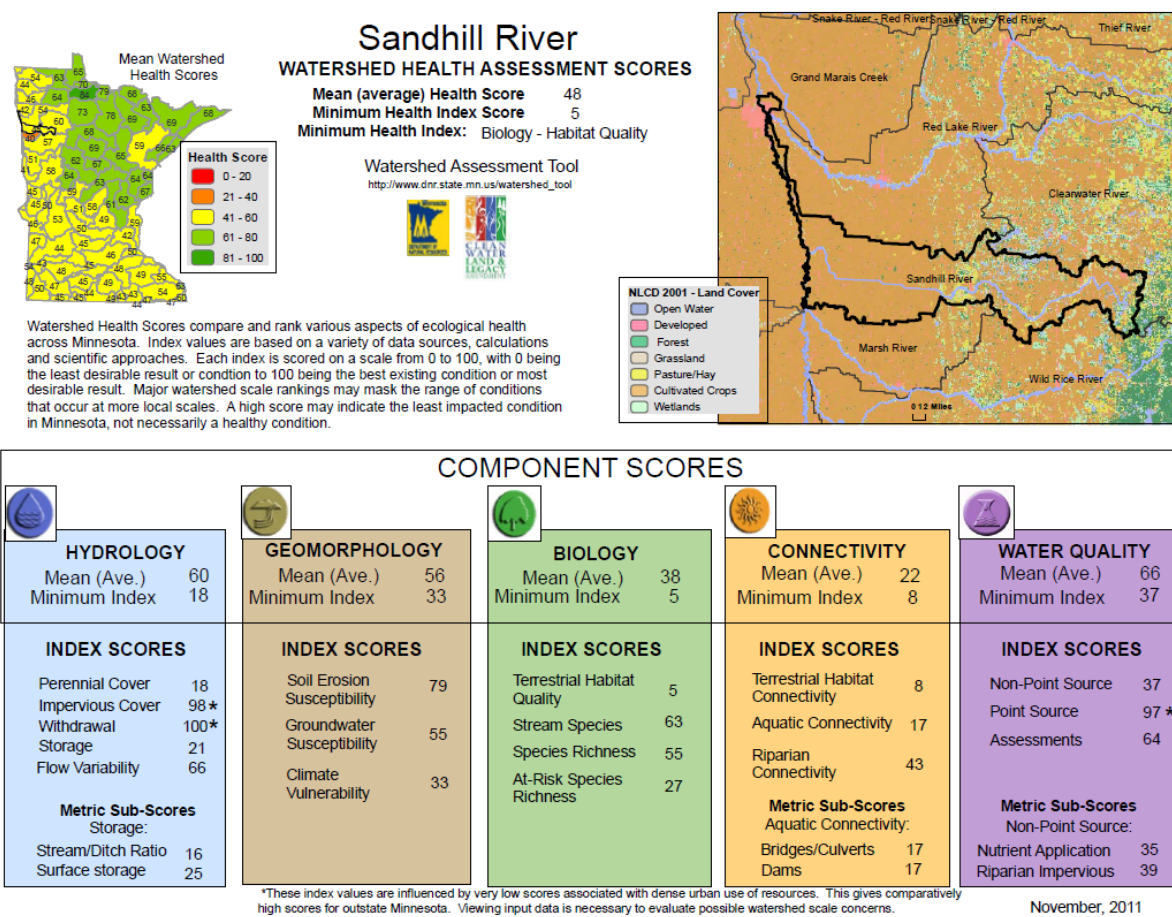 Sandhill River
WATERSHED HEALTH ASSESSMENT SCORES
Mean (average) Health Score 48
Minimum Health Index Score 5
Minimum Health Index: Biology - Habitat Quality
Watershed Assessment Tool
http://www.dnr.state.mn.us/watershed_tool
CLEAN
WATER
LAND &
LEGACY
AMENDMENT
Mean Watershed
Health Scores
Health Score
0 - 20
21 - 40
41 - 60
61 - 80
81 - 100
Watershed Health Scores compare and rank various aspects of ecological health
across Minnesota. Index values are based on a variety of data sources, calculations
and scientific approaches. Each index is scored on a scale from 0 to 100, with 0 being
the least desirable result or condtion to 100 being the best existing condition or most
desirable result. Major watershed scale rankings may mask the range of conditions
that occur at more local scales. A high score may indicate the least impacted condition
in Minnesota, not necessarily a healthy condition.
Snake River - Red River
Snake River - Red River
Thief River
Grand Marais Creek
Red Lake River
Clearwater River
Sandhill River
Marsh River
Wild Rice River
0 12 Miles
NLCD 2001 - Land Cover
Open Water
Developed
Forest
Grassland
Pasture/Hay
Cultivated Crops
Wetlands
COMPONENT SCORES
HYDROLOGY
Mean (Ave.) 60
Minimum Index 18
INDEX SCORES
Perennial Cover 18
Impervious Cover 98*
Withdrawal 100*
Storage 21
Flow Variability 66
Metric Sub-Scores
Storage:
Stream/Ditch Ratio 16
Surface storage 25
GEOMORPHOLOGY
Mean (Ave.) 56
Minimum Index 33
INDEX SCORES
Soil Erosion
Susceptibility 79
Groundwater
Susceptibility 55
Climate
Vulnerability 33
BIOLOGY
Mean (Ave.) 38
Minimum Index 5
INDEX SCORES
Terrestrial Habitat
Quality 5
Stream Species 63
Species Richness 55
At-Risk Species
Richness 27
CONNECTIVITY
Mean (Ave.) 22
Minimum Index 8
INDEX SCORES
Terrestrial Habitat
Connectivity 8
Aquatic Connectivity 17
Riparian
Connectivity 43
Metric Sub-Scores
Aquatic Connectivity:
Bridges/Culverts 17
Dams 17
WATER QUALITY
Mean (Ave.) 66
Minimum Index 37
INDEX SCORES
Non-Point Source 37
Point Source 97*
Assessments 64
Metric Sub-Scores
Non-Point Source:
Nutrient Application 35
Riparian Impervious 39
*These index values are influenced by very low scores associated with dense urban use of resources. This gives comparatively
high scores for outstate Minnesota. Viewing input data is necessary to evaluate possible watershed scale concerns.
November, 2011